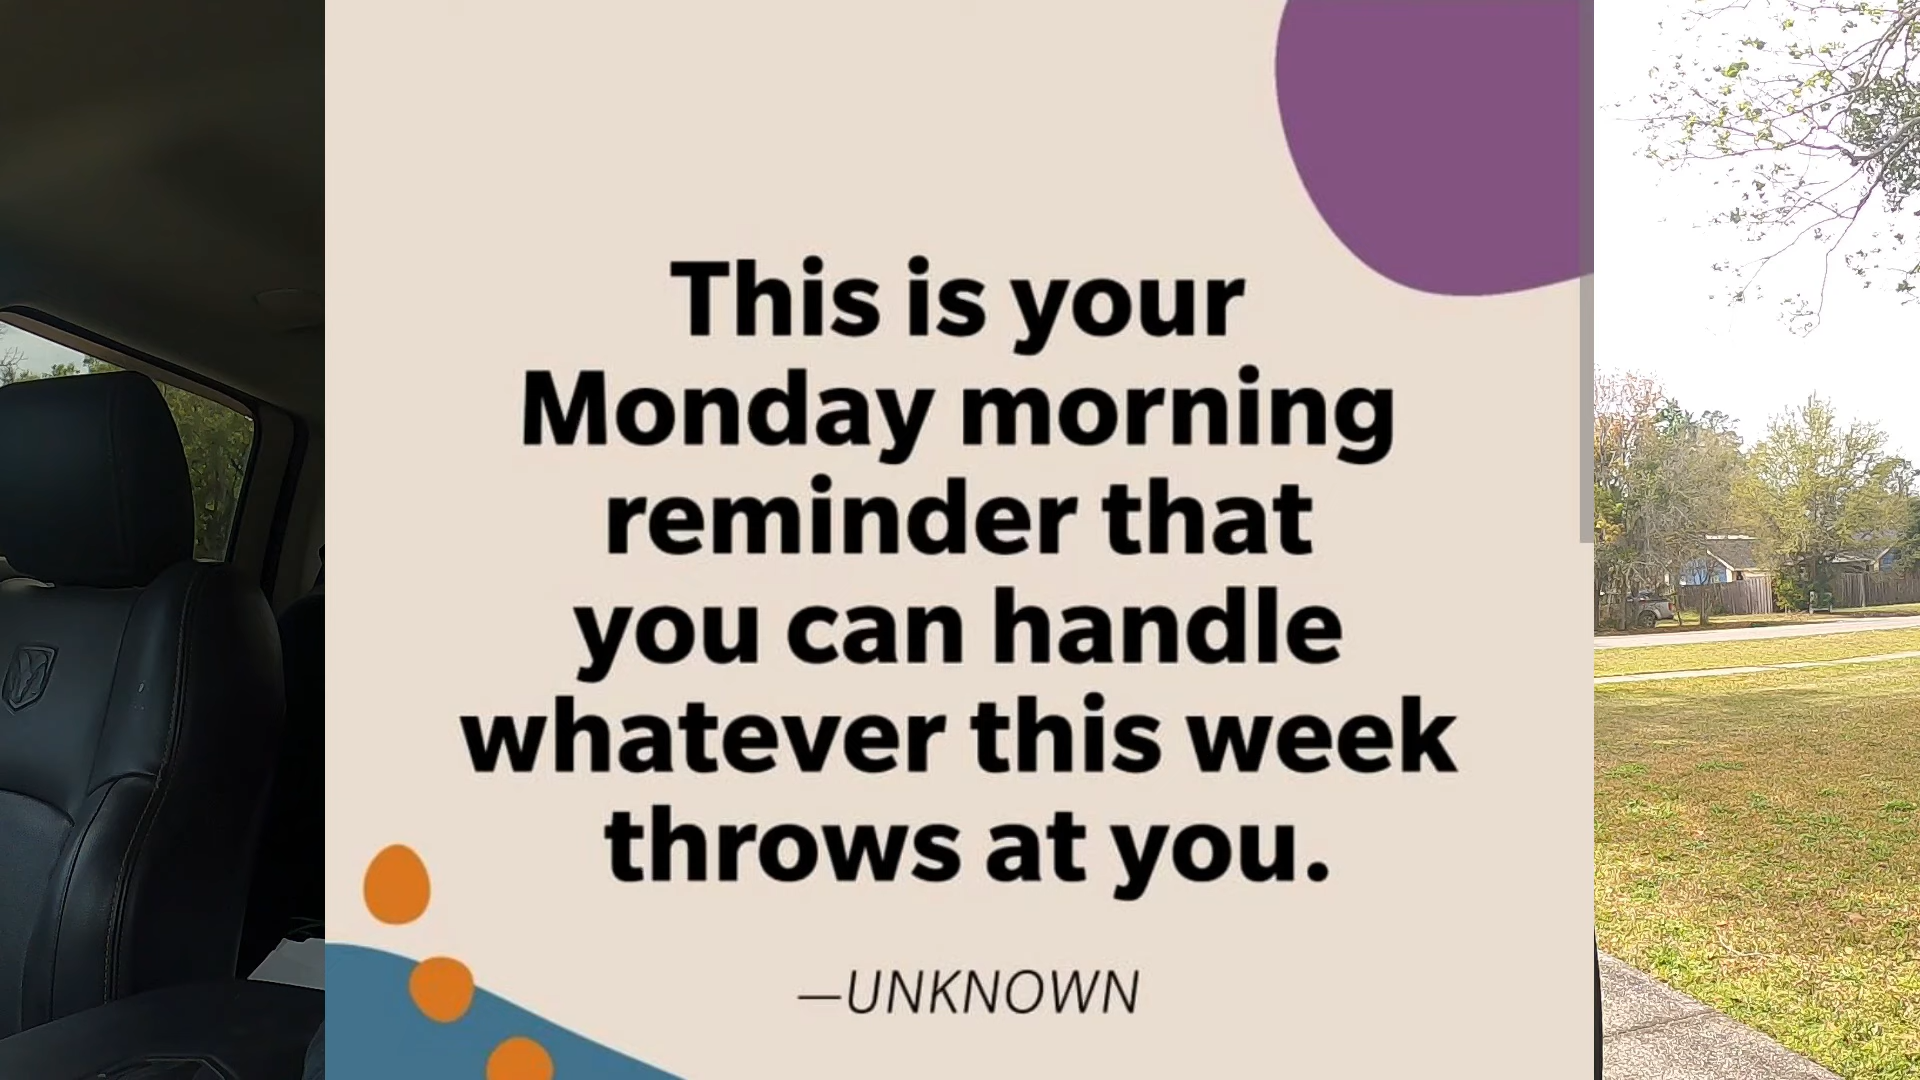 This is your
Monday morning
reminder that
you can handle
whatever this week
throws at you.
—UNKNOWN